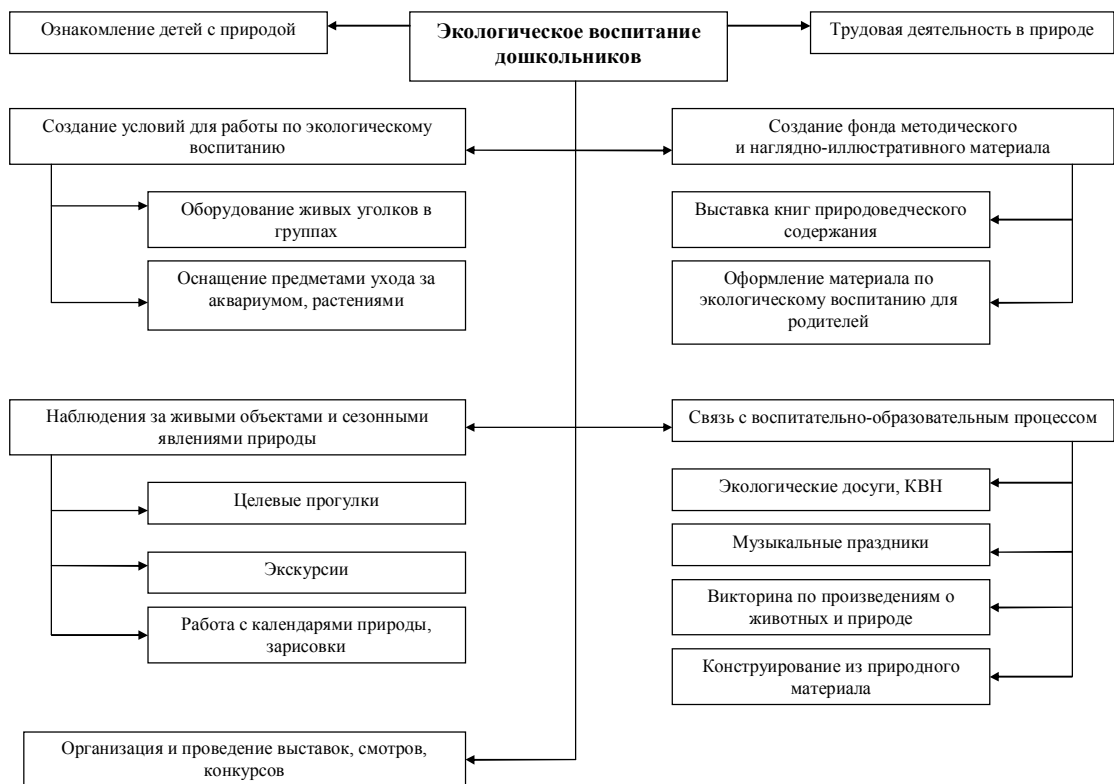 Ознакомление детей с природой
Экологическое воспитание
дошкольников
Трудовая деятельность в природе
Создание условий для работы по экологическому
воспитанию
Создание фонда методического
и наглядно-иллюстративного материала
Оборудование живых уголков в
группах
Выставка книг природоведческого
содержания
Оснащение предметами ухода за
аквариумом, растениями
Оформление материала по
экологическому воспитанию для
родителей
Наблюдения за живыми объектами и сезонными
явлениями природы
Связь с воспитательно-образовательным процессом
Целевые прогулки
Экологические досуги, КВН
Экскурсии
Музыкальные праздники
Работа с календарями природы,
зарисовки
Викторина по произведениям о
животных и природе
Конструирование из природного
материала
Организация и проведение выставок, смотров,
конкурсов